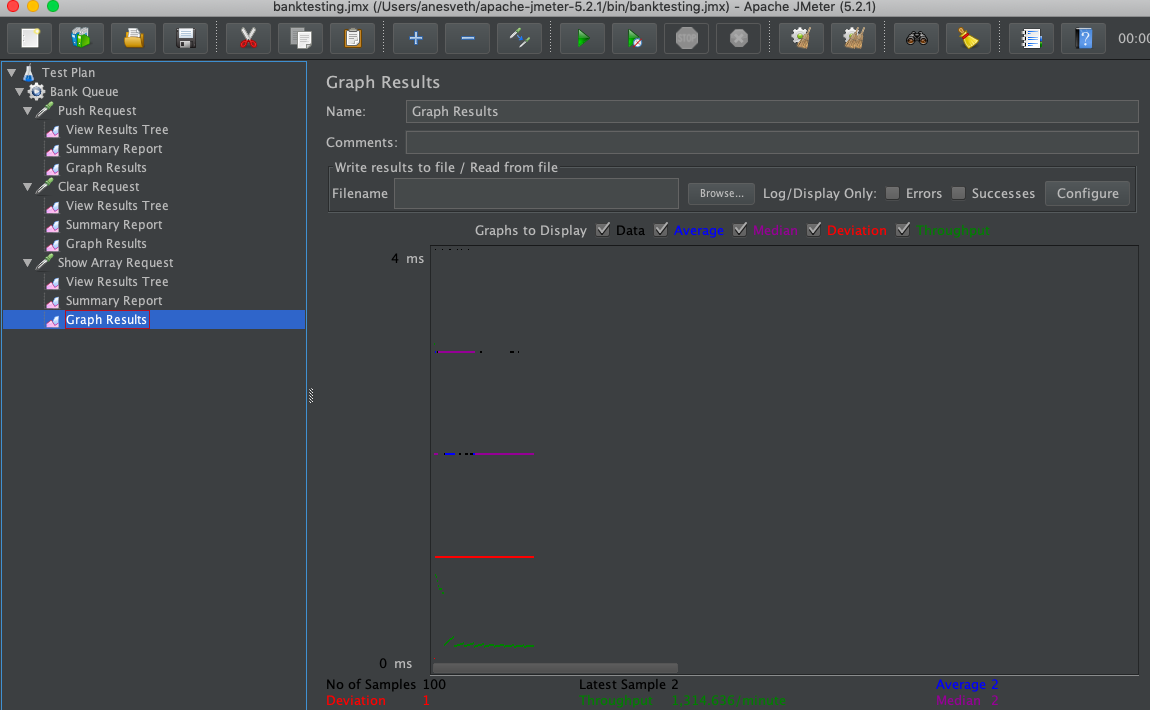 banktesting.jmx (/Users/anesveth/apache-jmeter-5.2.1/bin/banktesting.jmx) - Apache JMeter (5.2.1)
STOP
00:00
Test Plan
Bank Queue
Push Request
View Results Tree
Summary Report
Graph Results
Clear Request
View Results Tree
Summary Report
Graph Results
Show Array Request
View Results Tree
Summary Report
Graph Results
Graph Results
Name: Graph Results
Comments:
Write results to file / Read from file
Filename Browse... Log/Display Only: Errors Successes Configure
Graphs to Display Data Average Median Deviation Throughput
4 ms
0 ms
No of Samples 100 Latest Sample 2 Average 2
Deviation 1 Throughput 1,314.636/minute Median 2